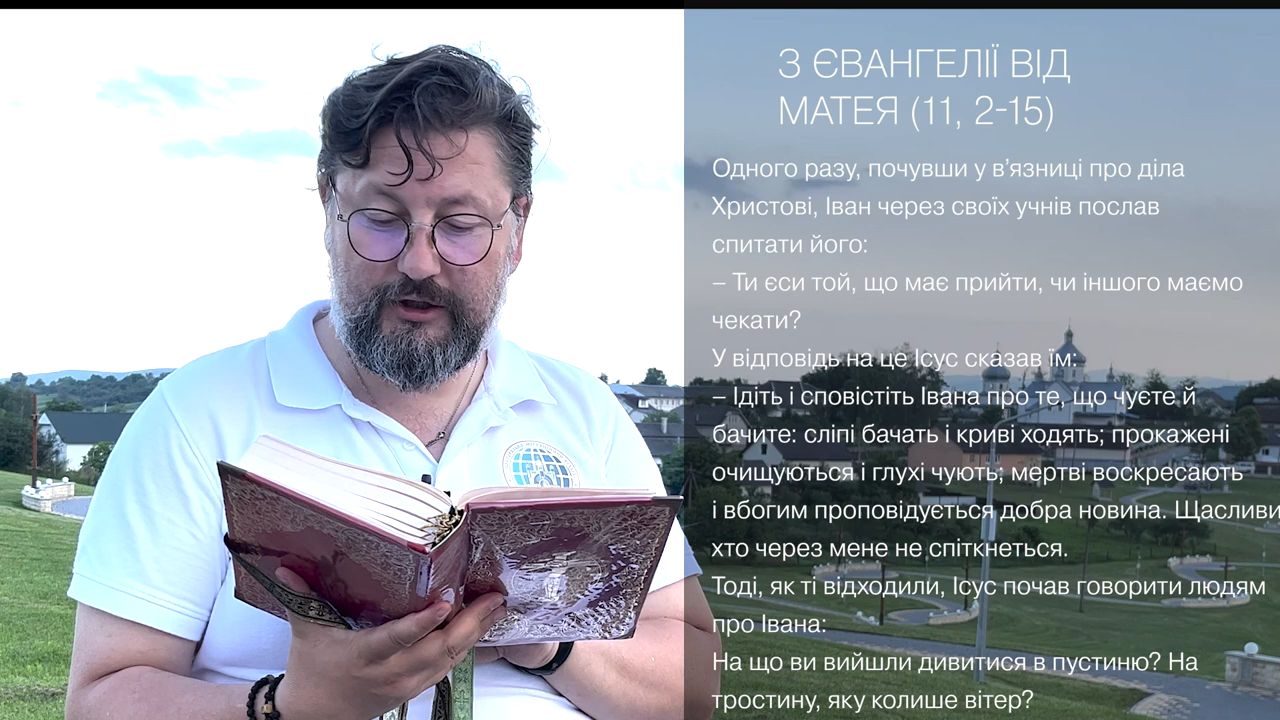 З ЄВАНГЕЛІЇ ВІД
МАТЕЯ (11, 2-15)
Одного разу, почувши у в’язниці про діла
Христові, Іван через своїх учнів послав
спитати його:
– Ти єси той, що має прийти, чи іншого маємо
чекати?
У відповідь на це Ісус сказав їм:
– Ідіть і сповістіть Івана про те, що чуєте й
бачите: сліпі бачать і криві ходять; прокажені
очищуються і глухі чують; мертві воскресають
і вбогим проповідується добра новина. Щасливи
хто через мене не спіткнеться.
Тоді, як ті відходили, Ісус почав говорити людям
про Івана:
На що ви вийшли дивитися в пустиню? На
тростину, яку колише вітер?